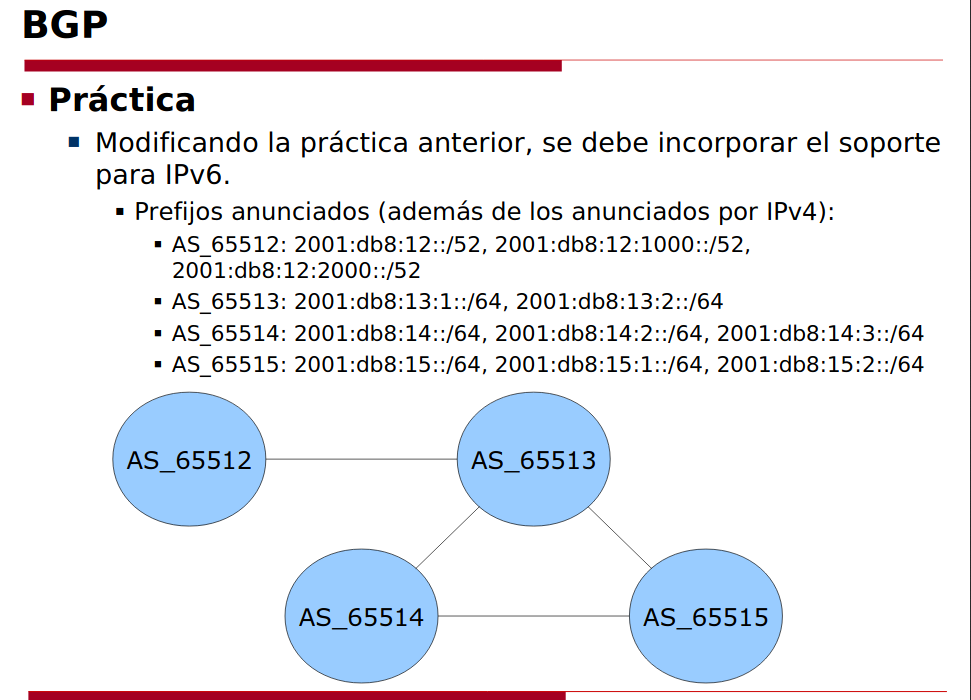 BGP
Práctica
Modificando la práctica anterior, se debe incorporar el soporte
para IPv6.
Prefijos anunciados (además de los anunciados por IPv4):
AS_65512: 2001:db8:12::/52, 2001:db8:12:1000::/52,
2001:db8:12:2000::/52
AS_65513: 2001:db8:13:1::/64, 2001:db8:13:2::/64
AS_65514: 2001:db8:14::/64, 2001:db8:14:2::/64, 2001:db8:14:3::/64
AS_65515: 2001:db8:15::/64, 2001:db8:15:1::/64, 2001:db8:15:2::/64
AS_65512
AS_65513
AS_65514
AS_65515